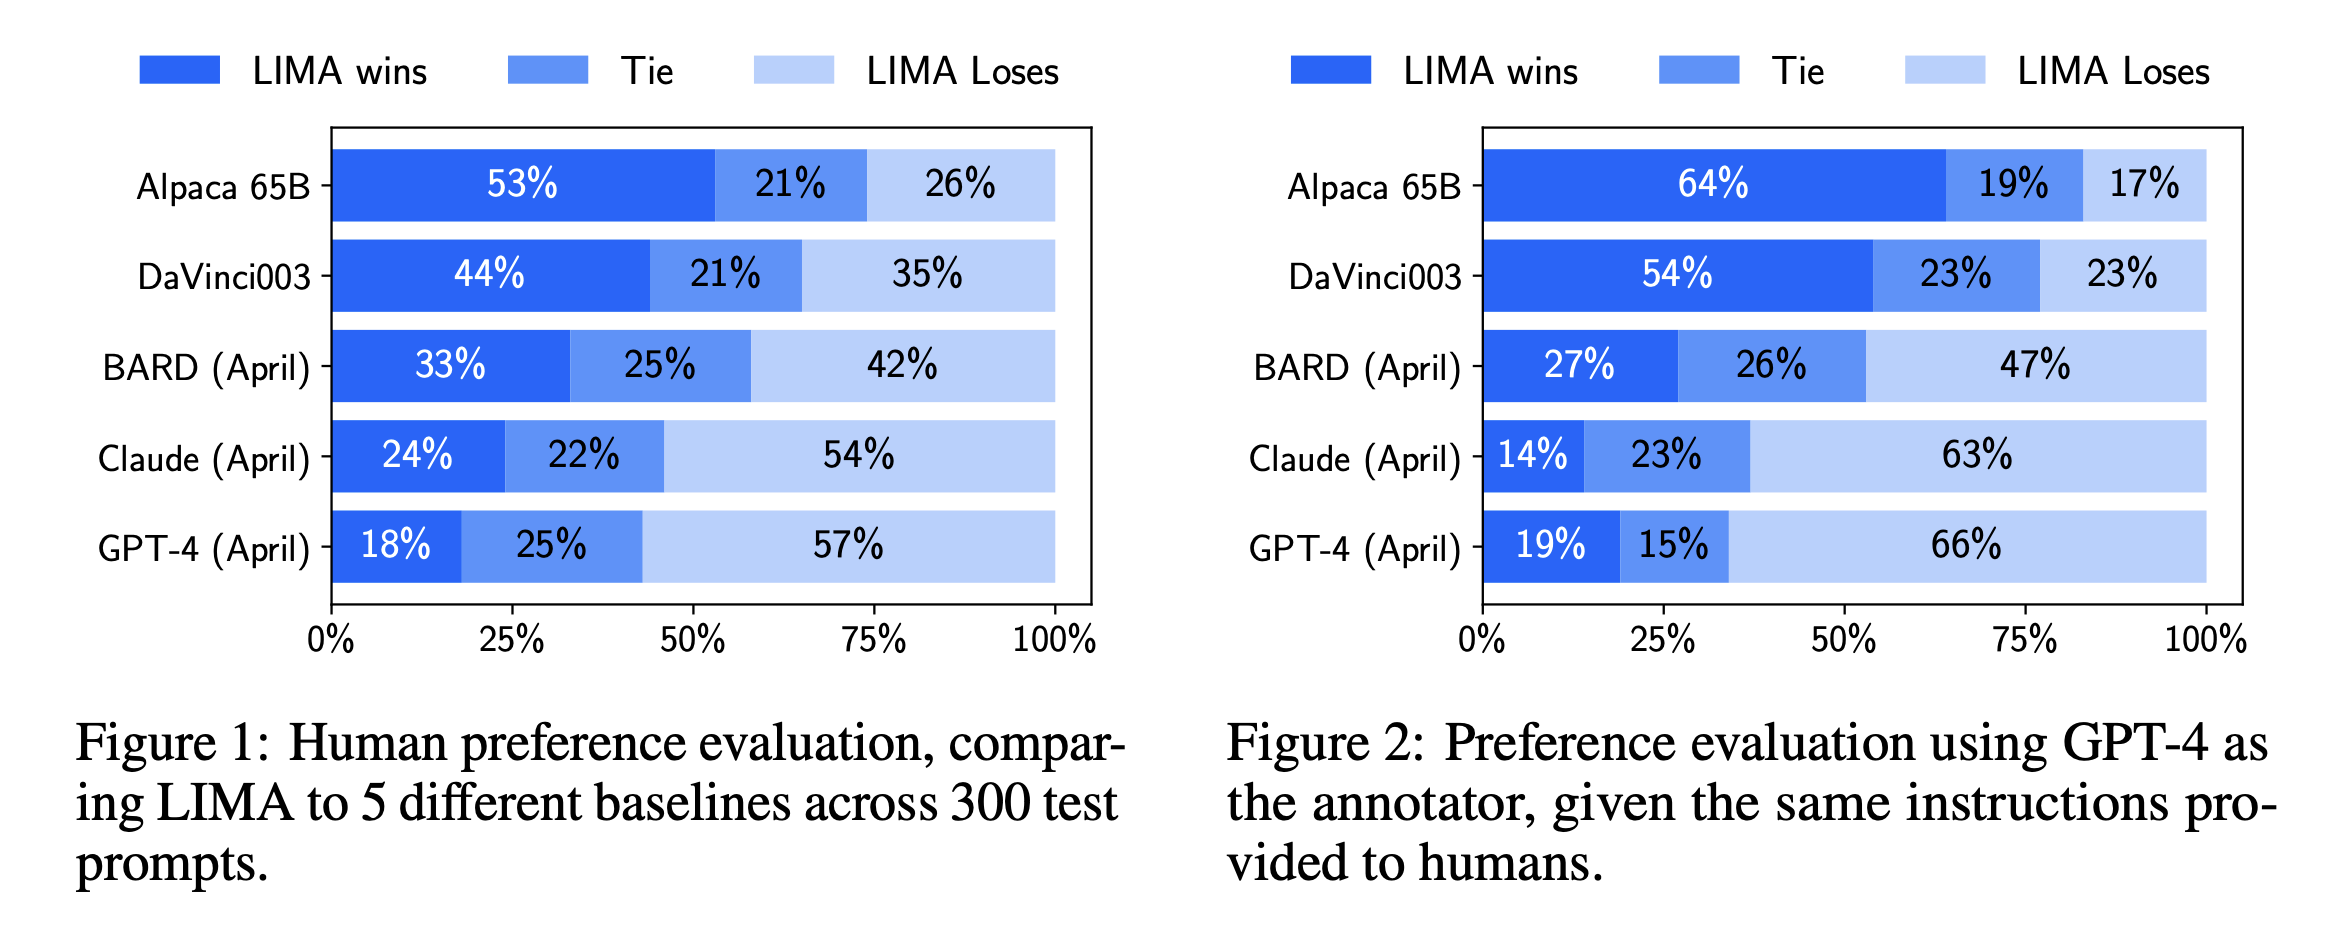 LIMA wins Tie LIMA Loses
Alpaca 65B 53% 21% 26%
DaVinci003 44% 21% 35%
BARD (April) 33% 25% 42%
Claude (April) 24% 22% 54%
GPT-4 (April) 18% 25% 57%
0% 25% 50% 75% 100%
Figure 1: Human preference evaluation, compar-
ing LIMA to 5 different baselines across 300 test
prompts.
LIMA wins Tie LIMA Loses
Alpaca 65B 64% 19% 17%
DaVinci003 54% 23% 23%
BARD (April) 27% 26% 47%
Claude (April) 14% 23% 63%
GPT-4 (April) 19% 15% 66%
0% 25% 50% 75% 100%
Figure 2: Preference evaluation using GPT-4 as
the annotator, given the same instructions pro-
vided to humans.